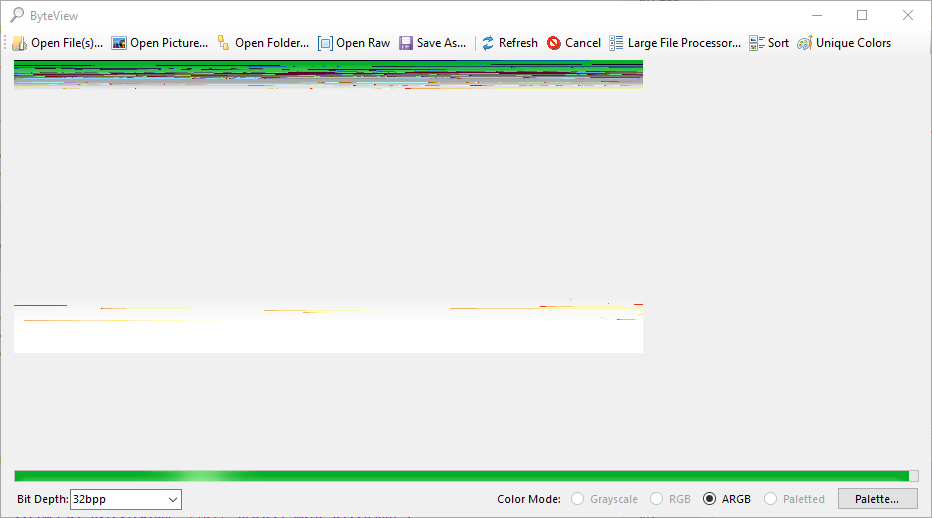 ByteView
Open File(s)... Open Picture... Open Folder... Open Raw Save As... Refresh Cancel Large File Processor... Sort Unique Colors
Bit Depth: 32bpp Color Mode: Grayscale RGB ARGB Paletted Palette...